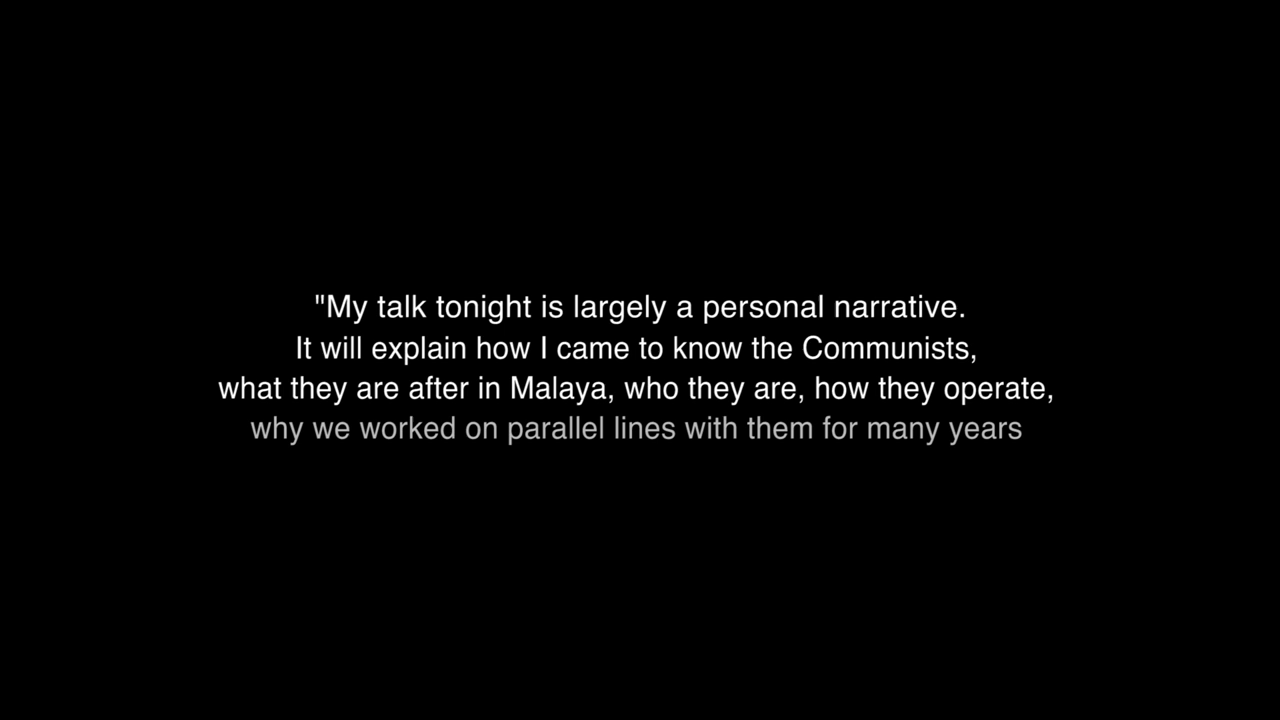 "My talk tonight is largely a personal narrative.
It will explain how I came to know the Communists,
what they are after in Malaya, who they are, how they operate,
why we worked on parallel lines with them for many years